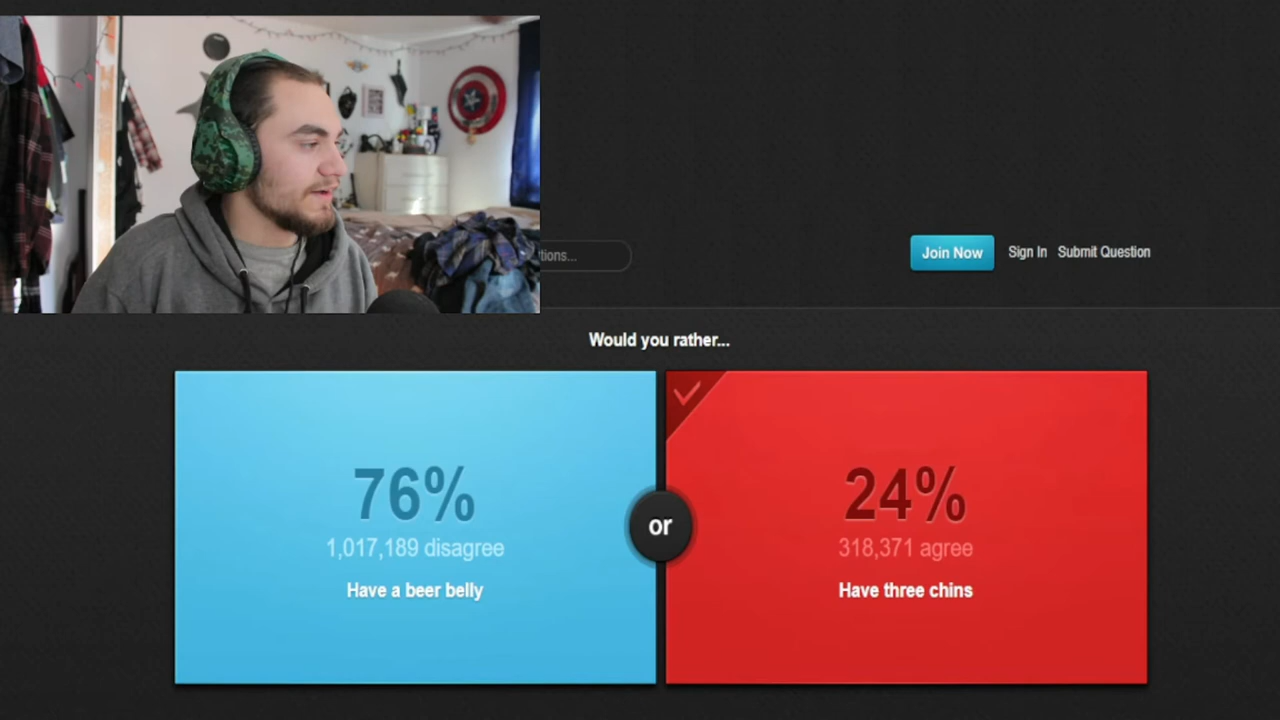 tions...
Join Now
Sign In
Submit Question
Would you rather...
76%
1,017,189 disagree
Have a beer belly
or
24%
318,371 agree
Have three chins